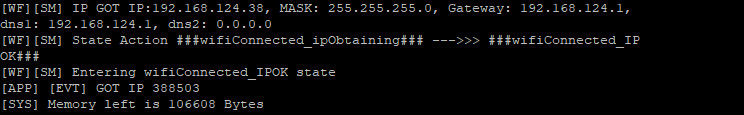 [WF][SM] IP GOT IP:192.168.124.38, MASK: 255.255.255.0, Gateway: 192.168.124.1,
dns1: 192.168.124.1, dns2: 0.0.0.0
[WF][SM] State Action ###wifiConnected_ipObtaining### --->>> ###wifiConnected_IP
OK###
[WF][SM] Entering wifiConnected_IPOK state
[APP] [EVT] GOT IP 388503
[SYS] Memory left is 106608 Bytes